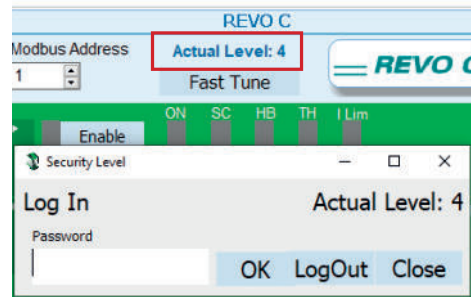 REVO C
Modbus Address
Actual Level: 4
1
Fast Tune
REVO
ON SC HB TH I Lim
Enable
Security Level
Log In
Actual Level: 4
Password
OK LogOut Close